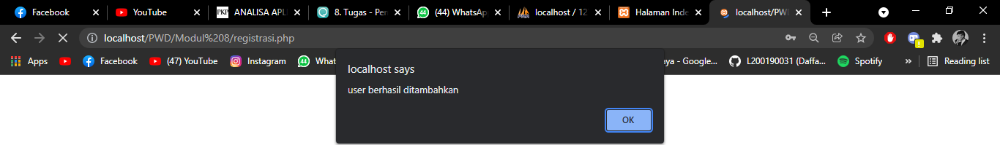 Facebook
YouTube
ANALISA APLI
8. Tugas - Per
(44) WhatsAp
localhost / 12
Halaman Inde
localhost/PWD
localhost/PWD/Modul%208/registrasi.php
Apps
Facebook
(47) YouTube
Instagram
44
What
aya - Google...
L200190031 (Daffa...
Spotify
»
Reading list
localhost says
user berhasil ditambahkan
OK